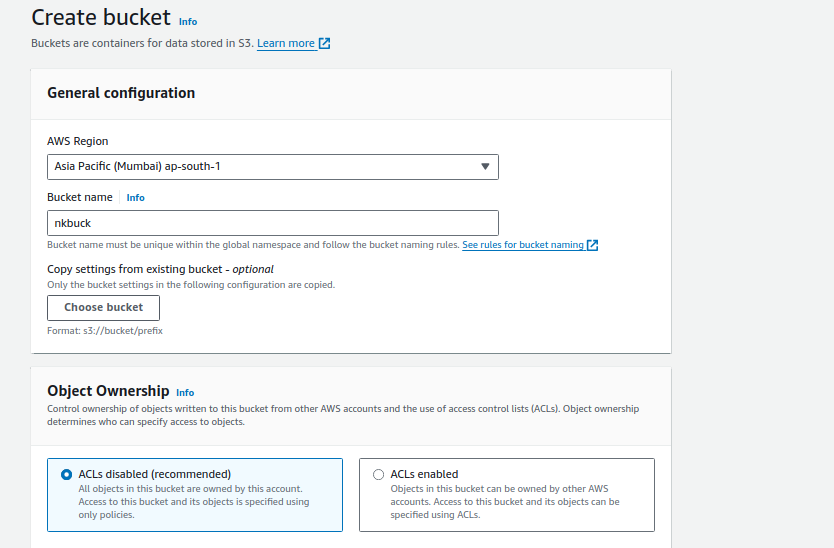 Create bucket Info
Buckets are containers for data stored in S3. Learn more
General configuration
AWS Region
Asia Pacific (Mumbai) ap-south-1
Bucket name Info
nkbuck
Bucket name must be unique within the global namespace and follow the bucket naming rules. See rules for bucket naming
Copy settings from existing bucket - optional
Only the bucket settings in the following configuration are copied.
Choose bucket
Format: s3://bucket/prefix
Object Ownership Info
Control ownership of objects written to this bucket from other AWS accounts and the use of access control lists (ACLs). Object ownership
determines who can specify access to objects.
ACLs disabled (recommended)
All objects in this bucket are owned by this account.
Access to this bucket and its objects is specified using
only policies.
ACLs enabled
Objects in this bucket can be owned by other AWS
accounts. Access to this bucket and its objects can be
specified using ACLs.